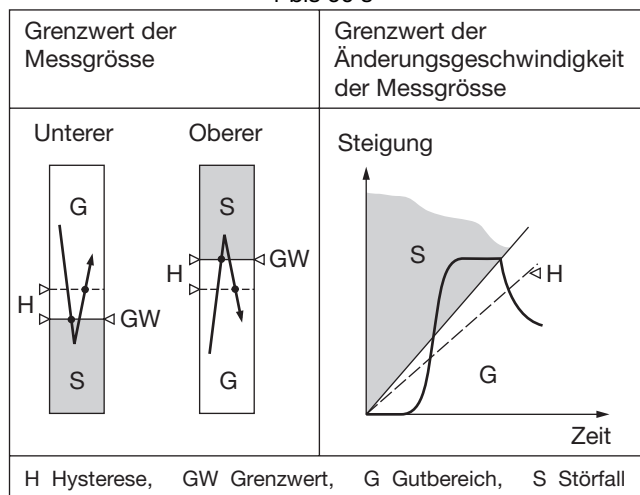 bis s
Grenzwert der
Messgrösse
Grenzwert der
Änderungsgeschwindigkeit
der Messgrösse
Unterer
Oberer
G
H
GW
S
S
H
GW
G
Steigung
S
H
G
Zeit
H Hysterese, GW Grenzwert, G Gutbereich, S Störfall